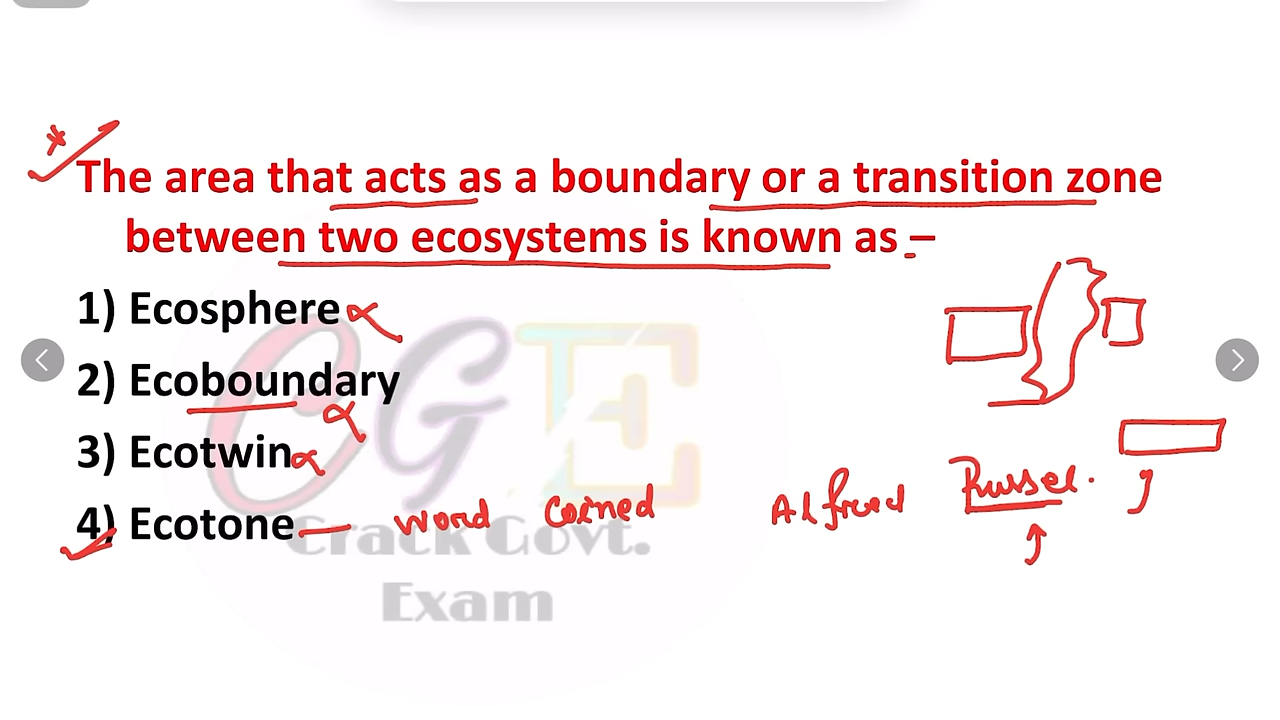 The area that acts as a boundary or a transition zone
between two ecosystems is known as –
1) Ecosphere
2) Ecoboundary
3) Ecotwin
4) Ecotone — Word Coined Alfred Russel.
CGE
Crack Govt.
Exam